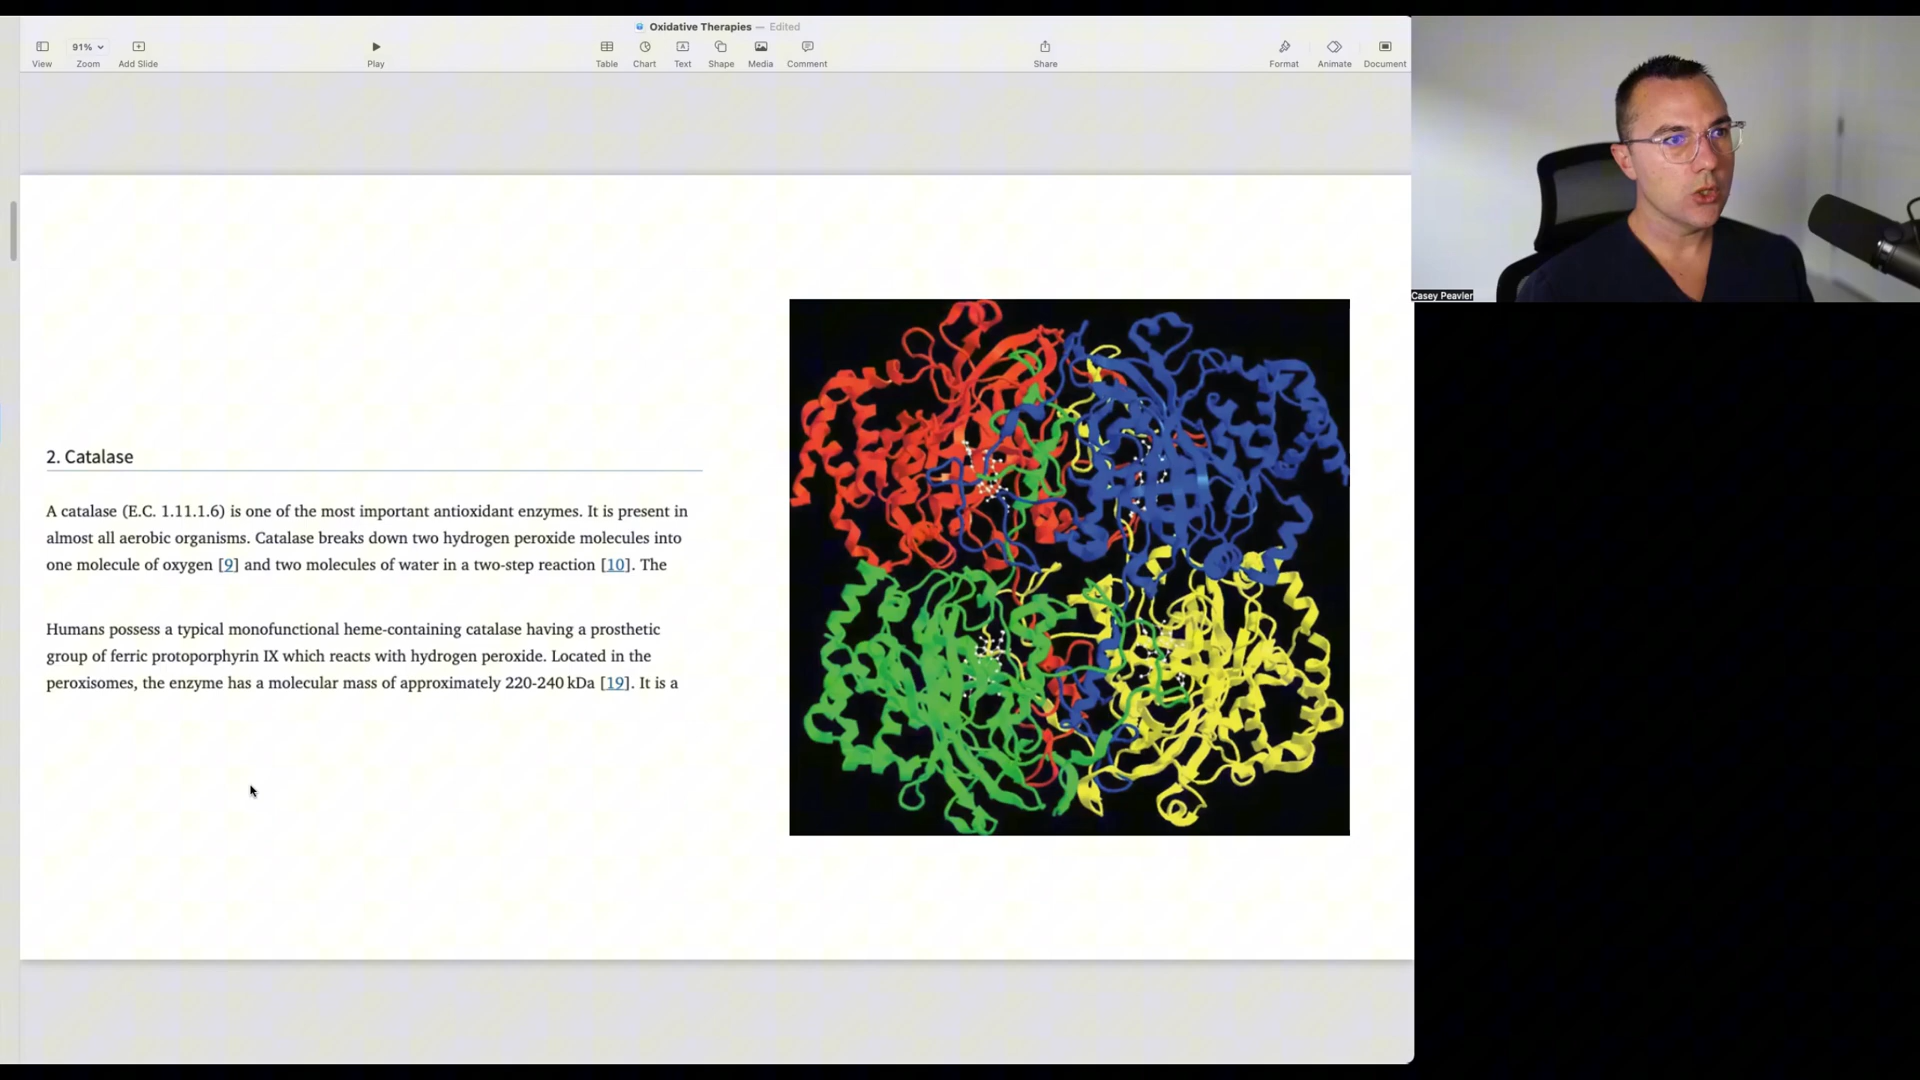 Oxidative Therapies — Edited
91%
View
Zoom
Add Slide
Play
Table
Chart
Text
Shape
Media
Comment
Share
Format
Animate
Document
Casey Peavler
2. Catalase
A catalase (E.C. 1.11.1.6) is one of the most important antioxidant enzymes. It is present in
almost all aerobic organisms. Catalase breaks down two hydrogen peroxide molecules into
one molecule of oxygen [9] and two molecules of water in a two-step reaction [10]. The
Humans possess a typical monofunctional heme-containing catalase having a prosthetic
group of ferric protoporphyrin IX which reacts with hydrogen peroxide. Located in the
peroxisomes, the enzyme has a molecular mass of approximately 220-240 kDa [19]. It is a